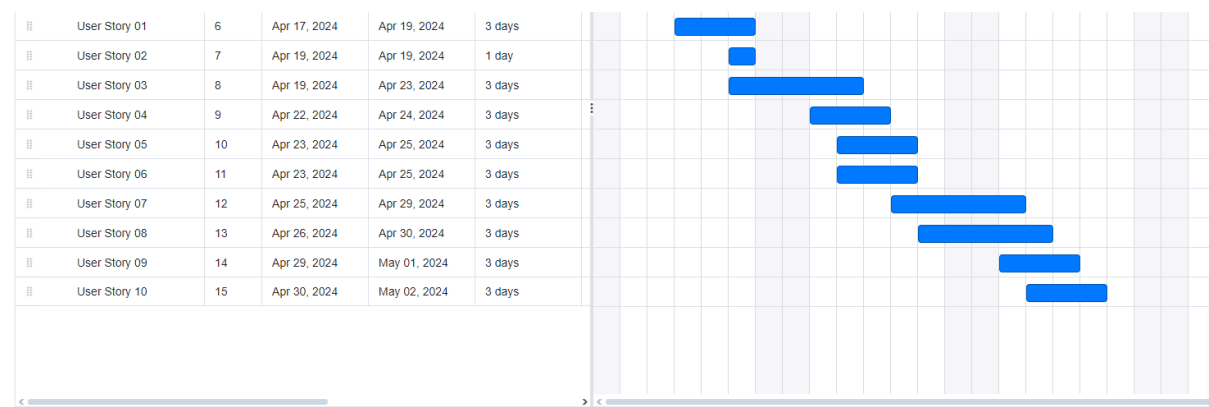 User Story 01 6 Apr 17, 2024 Apr 19, 2024 3 days
User Story 02 7 Apr 19, 2024 Apr 19, 2024 1 day
User Story 03 8 Apr 19, 2024 Apr 23, 2024 3 days
User Story 04 9 Apr 22, 2024 Apr 24, 2024 3 days
User Story 05 10 Apr 23, 2024 Apr 25, 2024 3 days
User Story 06 11 Apr 23, 2024 Apr 25, 2024 3 days
User Story 07 12 Apr 25, 2024 Apr 29, 2024 3 days
User Story 08 13 Apr 26, 2024 Apr 30, 2024 3 days
User Story 09 14 Apr 29, 2024 May 01, 2024 3 days
User Story 10 15 Apr 30, 2024 May 02, 2024 3 days